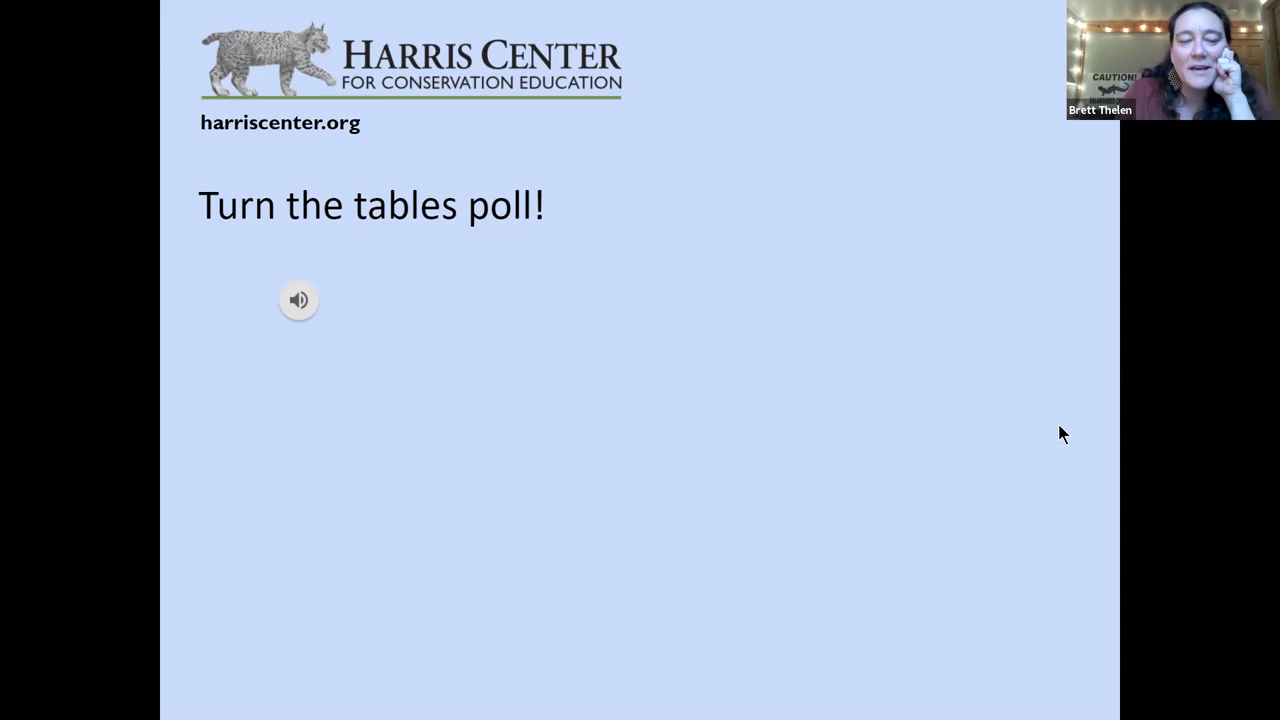 HARRIS CENTER
FOR CONSERVATION EDUCATION
harriscenter.org
Turn the tables poll!
CAUTION!
Brett Thelen